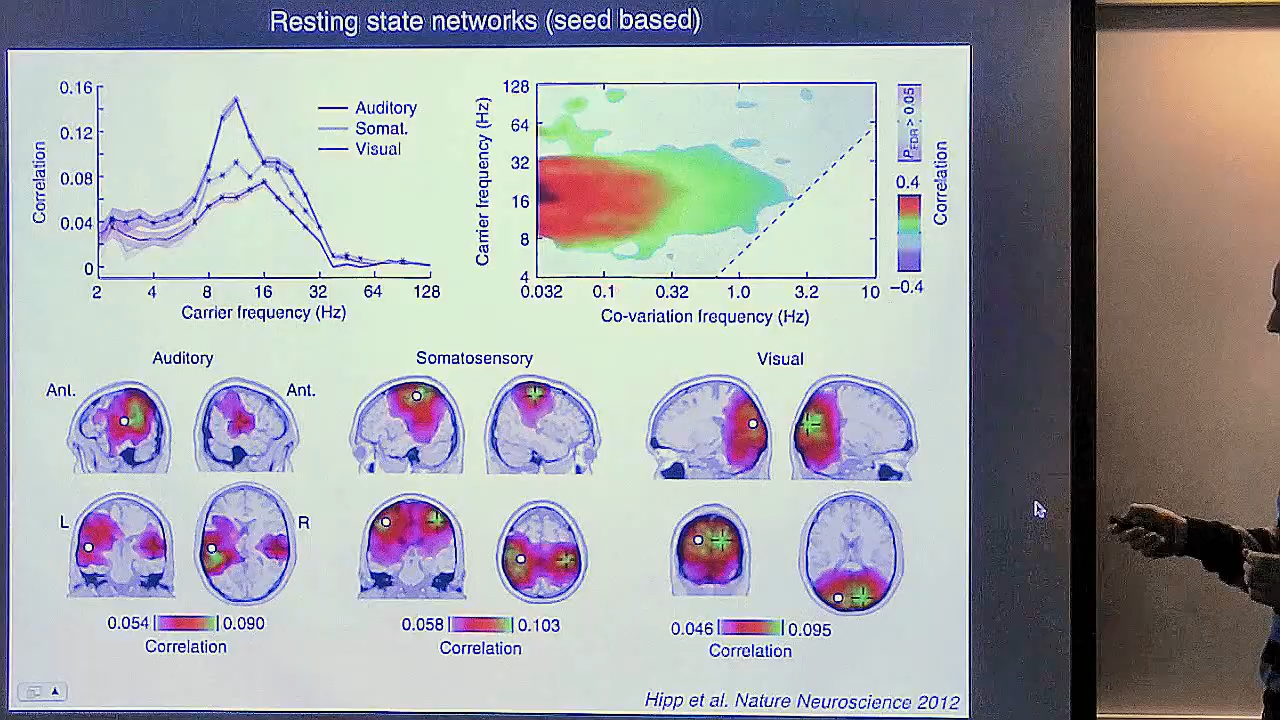 Resting state networks (seed based)
0.16
0.12
0.08
0.04
0
Correlation
2 4 8 16 32 64 128
Carrier frequency (Hz)
Auditory
Somat.
Visual
128
64
32
16
8
4
Carrier frequency (Hz)
0.032 0.1 0.32 1.0 3.2 10
Co-variation frequency (Hz)
PFDR > 0.05
0.4
−0.4
Correlation
Auditory
Somatosensory
Visual
Ant.
Ant.
L
R
0.054 0.090
Correlation
0.058 0.103
Correlation
0.046 0.095
Correlation
Hipp et al. Nature Neuroscience 2012